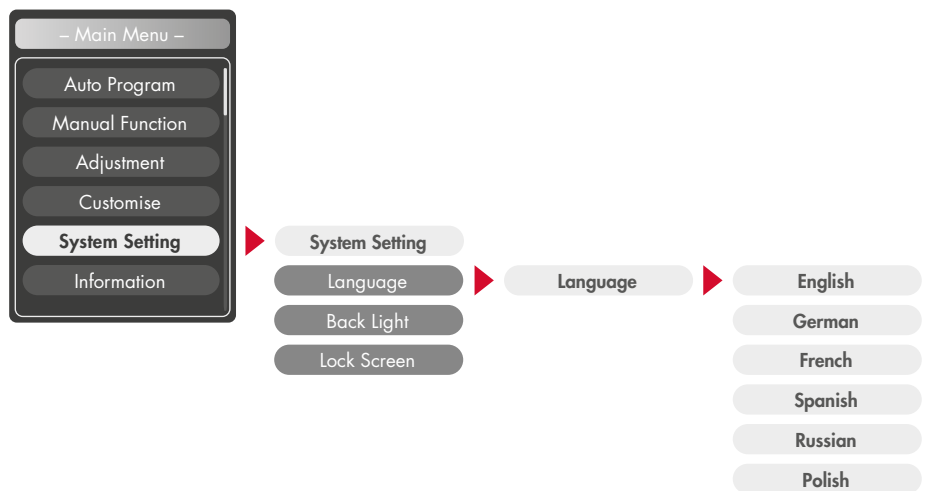 – Main Menu –
Auto Program
Manual Function
Adjustment
Customise
System Setting
Information
System Setting
Language
Back Light
Lock Screen
Language
English
German
French
Spanish
Russian
Polish